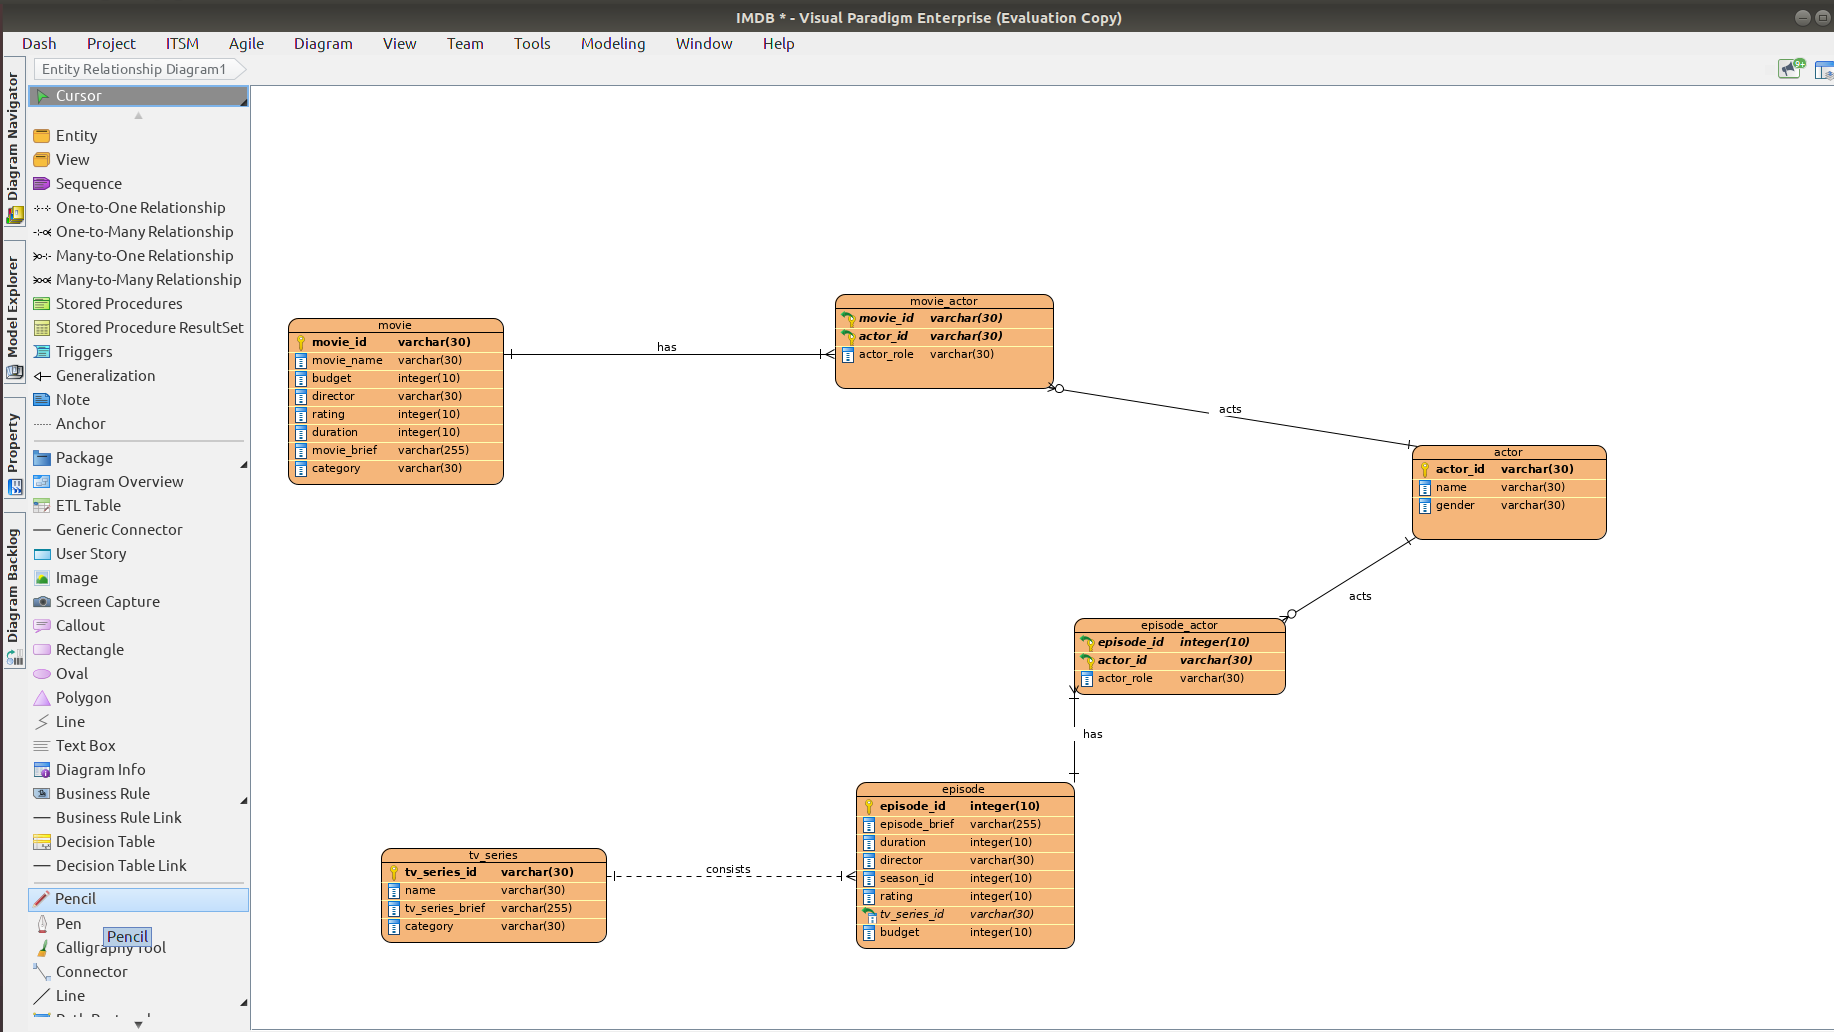 IMDB * - Visual Paradigm Enterprise (Evaluation Copy)
Dash Project ITSM Agile Diagram View Team Tools Modeling Window Help
Entity Relationship Diagram1
9+
Diagram Navigator
Model Explorer
Property
Diagram Backlog
Cursor
Entity
View
Sequence
One-to-One Relationship
One-to-Many Relationship
Many-to-One Relationship
Many-to-Many Relationship
Stored Procedures
Stored Procedure ResultSet
Triggers
Generalization
Note
Anchor
Package
Diagram Overview
ETL Table
Generic Connector
User Story
Image
Screen Capture
Callout
Rectangle
Oval
Polygon
Line
Text Box
Diagram Info
Business Rule
Business Rule Link
Decision Table
Decision Table Link
Pencil
Pen
Pencil
Calligraphy Tool
Connector
Line
movie
movie_id varchar(30)
movie_name varchar(30)
budget integer(10)
director varchar(30)
rating integer(10)
duration integer(10)
movie_brief varchar(255)
category varchar(30)
has
movie_actor
movie_id varchar(30)
actor_id varchar(30)
actor_role varchar(30)
acts
actor
actor_id varchar(30)
name varchar(30)
gender varchar(30)
acts
episode_actor
episode_id integer(10)
actor_id varchar(30)
actor_role varchar(30)
has
episode
episode_id integer(10)
episode_brief varchar(255)
duration integer(10)
director varchar(30)
season_id integer(10)
rating integer(10)
tv_series_id varchar(30)
budget integer(10)
consists
tv_series
tv_series_id varchar(30)
name varchar(30)
tv_series_brief varchar(255)
category varchar(30)